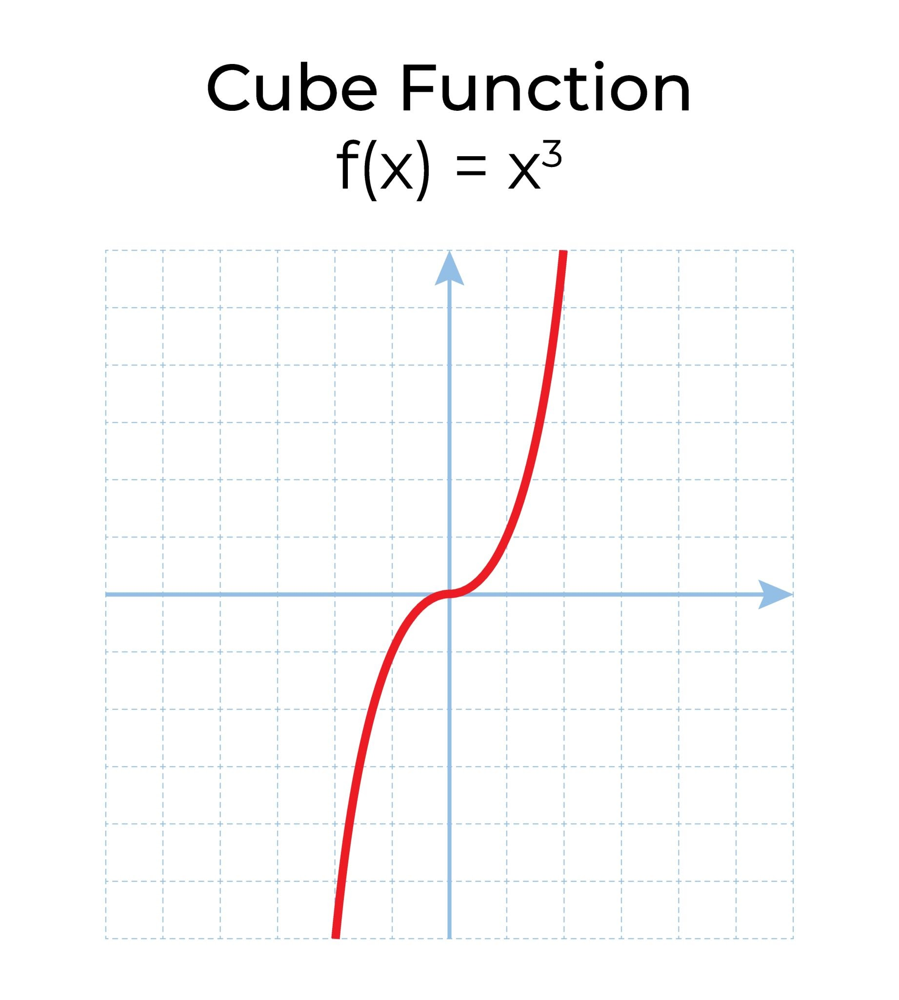 Cube Function
f(x) = x³